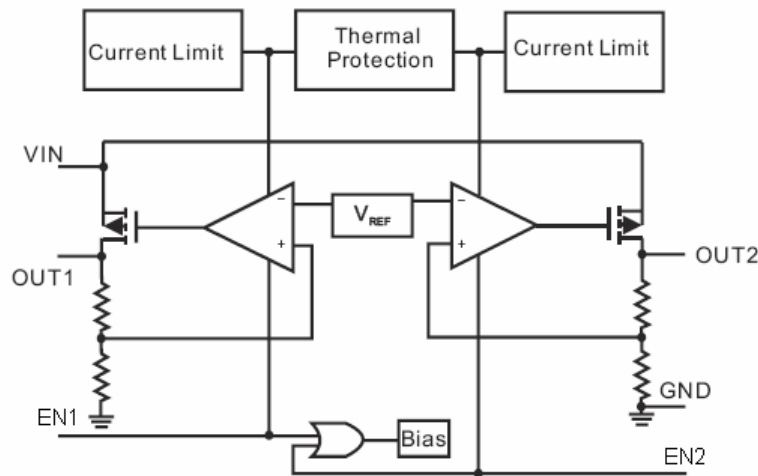 Current Limit
Thermal
Protection
Current Limit
VIN
−
VREF
−
+
+
OUT1
OUT2
GND
EN1
Bias
EN2